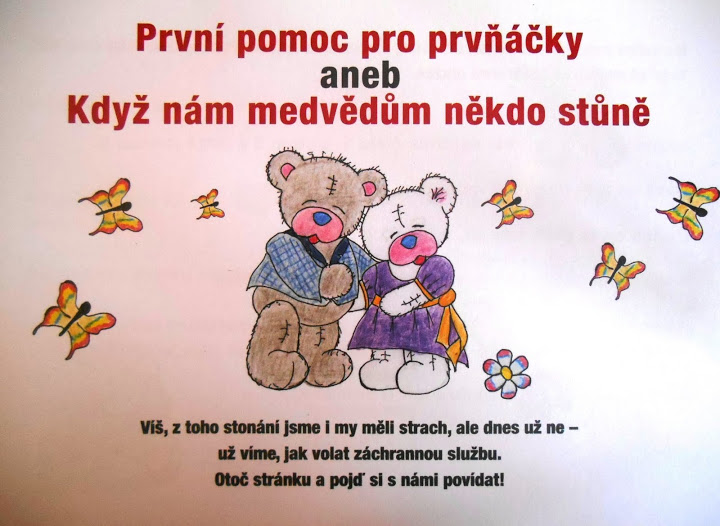 První pomoc pro prvňáčky
aneb
Když nám medvědům někdo stůně
Víš, z toho stonání jsme i my měli strach, ale dnes už ne –
už víme, jak volat záchrannou službu.
Otoč stránku a pojď si s námi povídat!